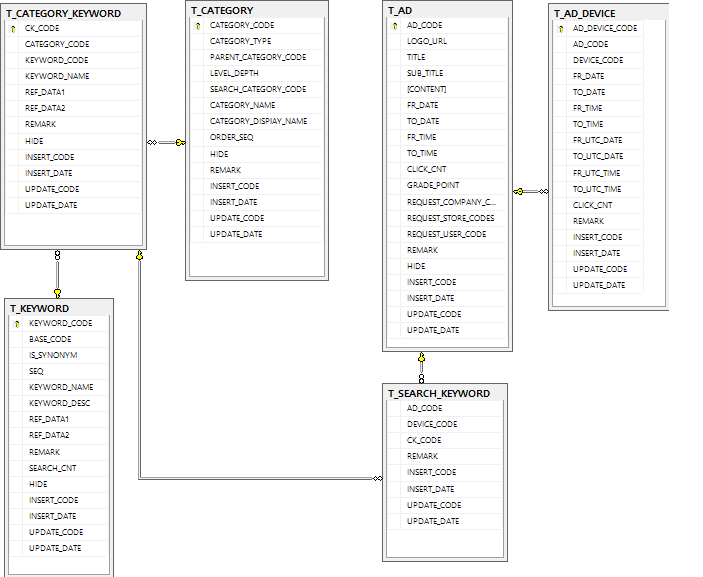 T_CATEGORY_KEYWORD
CK_CODE
CATEGORY_CODE
KEYWORD_CODE
KEYWORD_NAME
REF_DATA1
REF_DATA2
REMARK
HIDE
INSERT_CODE
INSERT_DATE
UPDATE_CODE
UPDATE_DATE
T_CATEGORY
CATEGORY_CODE
CATEGORY_TYPE
PARENT_CATEGORY_CODE
LEVEL_DEPTH
SEARCH_CATEGORY_CODE
CATEGORY_NAME
CATEGORY_DISPLAY_NAME
ORDER_SEQ
HIDE
REMARK
INSERT_CODE
INSERT_DATE
UPDATE_CODE
UPDATE_DATE
T_AD
AD_CODE
LOGO_URL
TITLE
SUB_TITLE
[CONTENT]
FR_DATE
TO_DATE
FR_TIME
TO_TIME
CLICK_CNT
GRADE_POINT
REQUEST_COMPANY_C...
REQUEST_STORE_CODES
REQUEST_USER_CODE
REMARK
HIDE
INSERT_CODE
INSERT_DATE
UPDATE_CODE
UPDATE_DATE
T_AD_DEVICE
AD_DEVICE_CODE
AD_CODE
DEVICE_CODE
FR_DATE
TO_DATE
FR_TIME
TO_TIME
FR_UTC_DATE
TO_UTC_DATE
FR_UTC_TIME
TO_UTC_TIME
CLICK_CNT
REMARK
INSERT_CODE
INSERT_DATE
UPDATE_CODE
UPDATE_DATE
T_KEYWORD
KEYWORD_CODE
BASE_CODE
IS_SYNONYM
SEQ
KEYWORD_NAME
KEYWORD_DESC
REF_DATA1
REF_DATA2
REMARK
SEARCH_CNT
HIDE
INSERT_CODE
INSERT_DATE
UPDATE_CODE
UPDATE_DATE
T_SEARCH_KEYWORD
AD_CODE
DEVICE_CODE
CK_CODE
REMARK
INSERT_CODE
INSERT_DATE
UPDATE_CODE
UPDATE_DATE